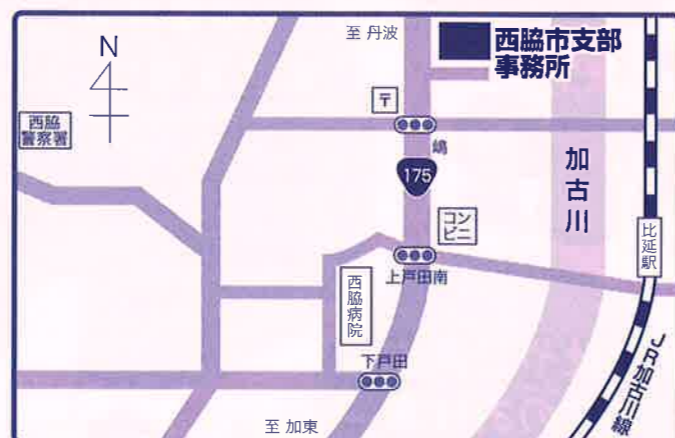 N
至 丹波
西脇市支部
事務所
〒
西脇
警察署
嶋
175
加古川
コン
ビニ
比延駅
上戸田南
西脇病院
下戸田
JR加古川線
至 加東